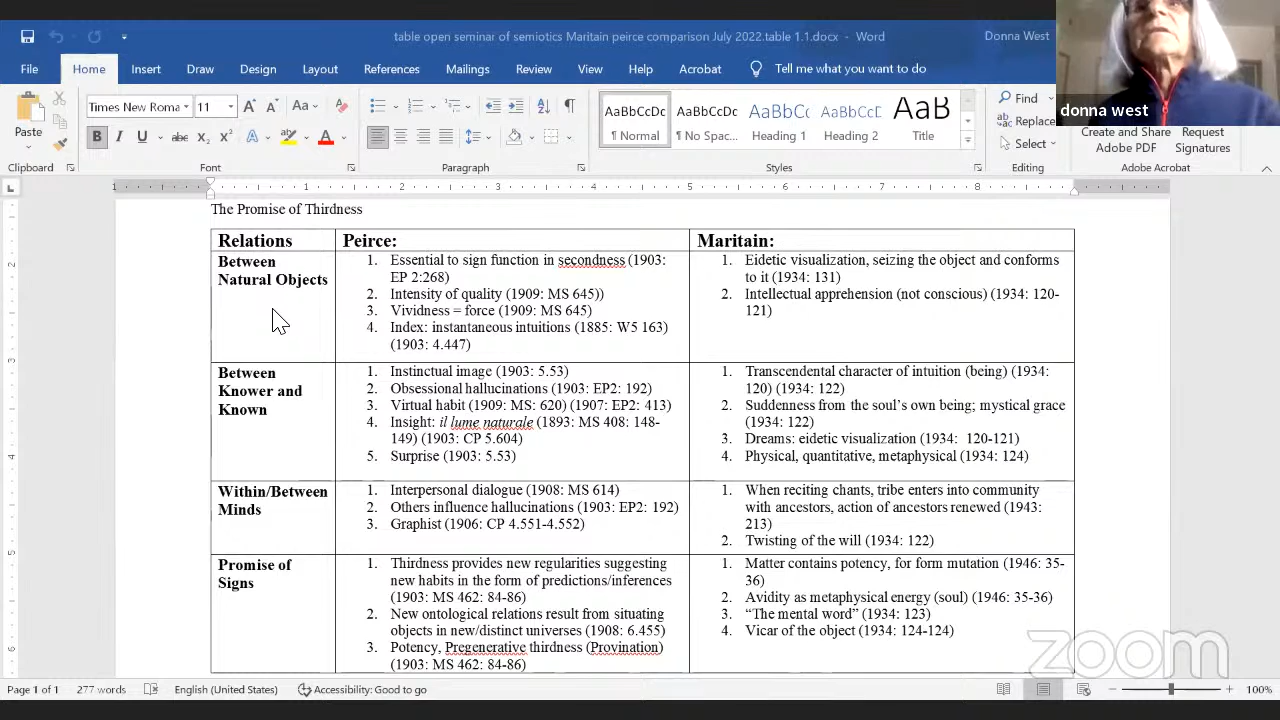 table open seminar of semiotics Maritain peirce comparison July 2022.table 1.1.docx - Word
Donna West
File Home Insert Draw Design Layout References Mailings Review View Help Acrobat Tell me what you want to do
donna west
Paste
Times New Roma 11
Aa
B I U abc X₂ X² A A
AaBbCcDc AaBbCcDc AaBbCc AaBbCcD AaB
¶ Normal ¶ No Spac... Heading 1 Heading 2 Title
Find
Replace
Select
Create and Share Adobe PDF
Request Signatures
Clipboard Font Paragraph Styles Editing Adobe Acrobat
1 1 2 3 4 5 6 7 8
The Promise of Thirdness
Relations Peirce: Maritain:
Between
Natural Objects
1. Essential to sign function in secondness (1903:
EP 2:268)
2. Intensity of quality (1909: MS 645))
3. Vividness = force (1909: MS 645)
4. Index: instantaneous intuitions (1885: W5 163)
(1903: 4.447)
1. Eidetic visualization, seizing the object and conforms
to it (1934: 131)
2. Intellectual apprehension (not conscious) (1934: 120-
121)
Between
Knower and
Known
1. Instinctual image (1903: 5.53)
2. Obsessional hallucinations (1903: EP2: 192)
3. Virtual habit (1909: MS: 620) (1907: EP2: 413)
4. Insight: il lume naturale (1893: MS 408: 148-
149) (1903: CP 5.604)
5. Surprise (1903: 5.53)
1. Transcendental character of intuition (being) (1934:
120) (1934: 122)
2. Suddenness from the soul's own being; mystical grace
(1934: 122)
3. Dreams: eidetic visualization (1934: 120-121)
4. Physical, quantitative, metaphysical (1934: 124)
Within/Between
Minds
1. Interpersonal dialogue (1908: MS 614)
2. Others influence hallucinations (1903: EP2: 192)
3. Graphist (1906: CP 4.551-4.552)
1. When reciting chants, tribe enters into community
with ancestors, action of ancestors renewed (1943:
213)
2. Twisting of the will (1934: 122)
Promise of
Signs
1. Thirdness provides new regularities suggesting
new habits in the form of predictions/inferences
(1903: MS 462: 84-86)
2. New ontological relations result from situating
objects in new/distinct universes (1908: 6.455)
3. Potency, Pregenerative thirdness (Provination)
(1903: MS 462: 84-86)
1. Matter contains potency, for form mutation (1946: 35-
36)
2. Avidity as metaphysical energy (soul) (1946: 35-36)
3. “The mental word” (1934: 123)
4. Vicar of the object (1934: 124-124)
zoom
Page 1 of 1 277 words English (United States) Accessibility: Good to go 100%